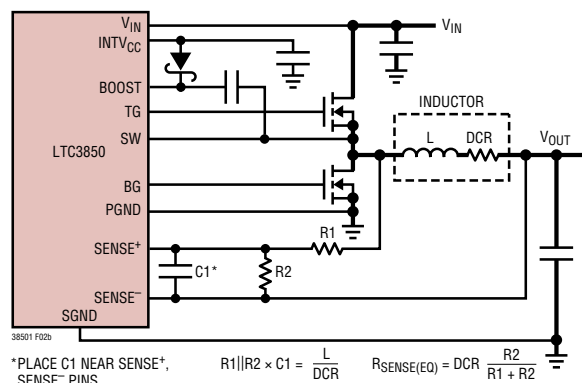 V_IN
INTV_CC
BOOST
TG
SW
LTC3850
BG
PGND
SENSE+
SENSE–
SGND
V_IN
INDUCTOR
L DCR
V_OUT
R1
C1*
R2
38501 F02b
*PLACE C1 NEAR SENSE+,
SENSE– PINS
R1||R2 × C1 = L/DCR
R_SENSE(EQ) = DCR R2/(R1 + R2)